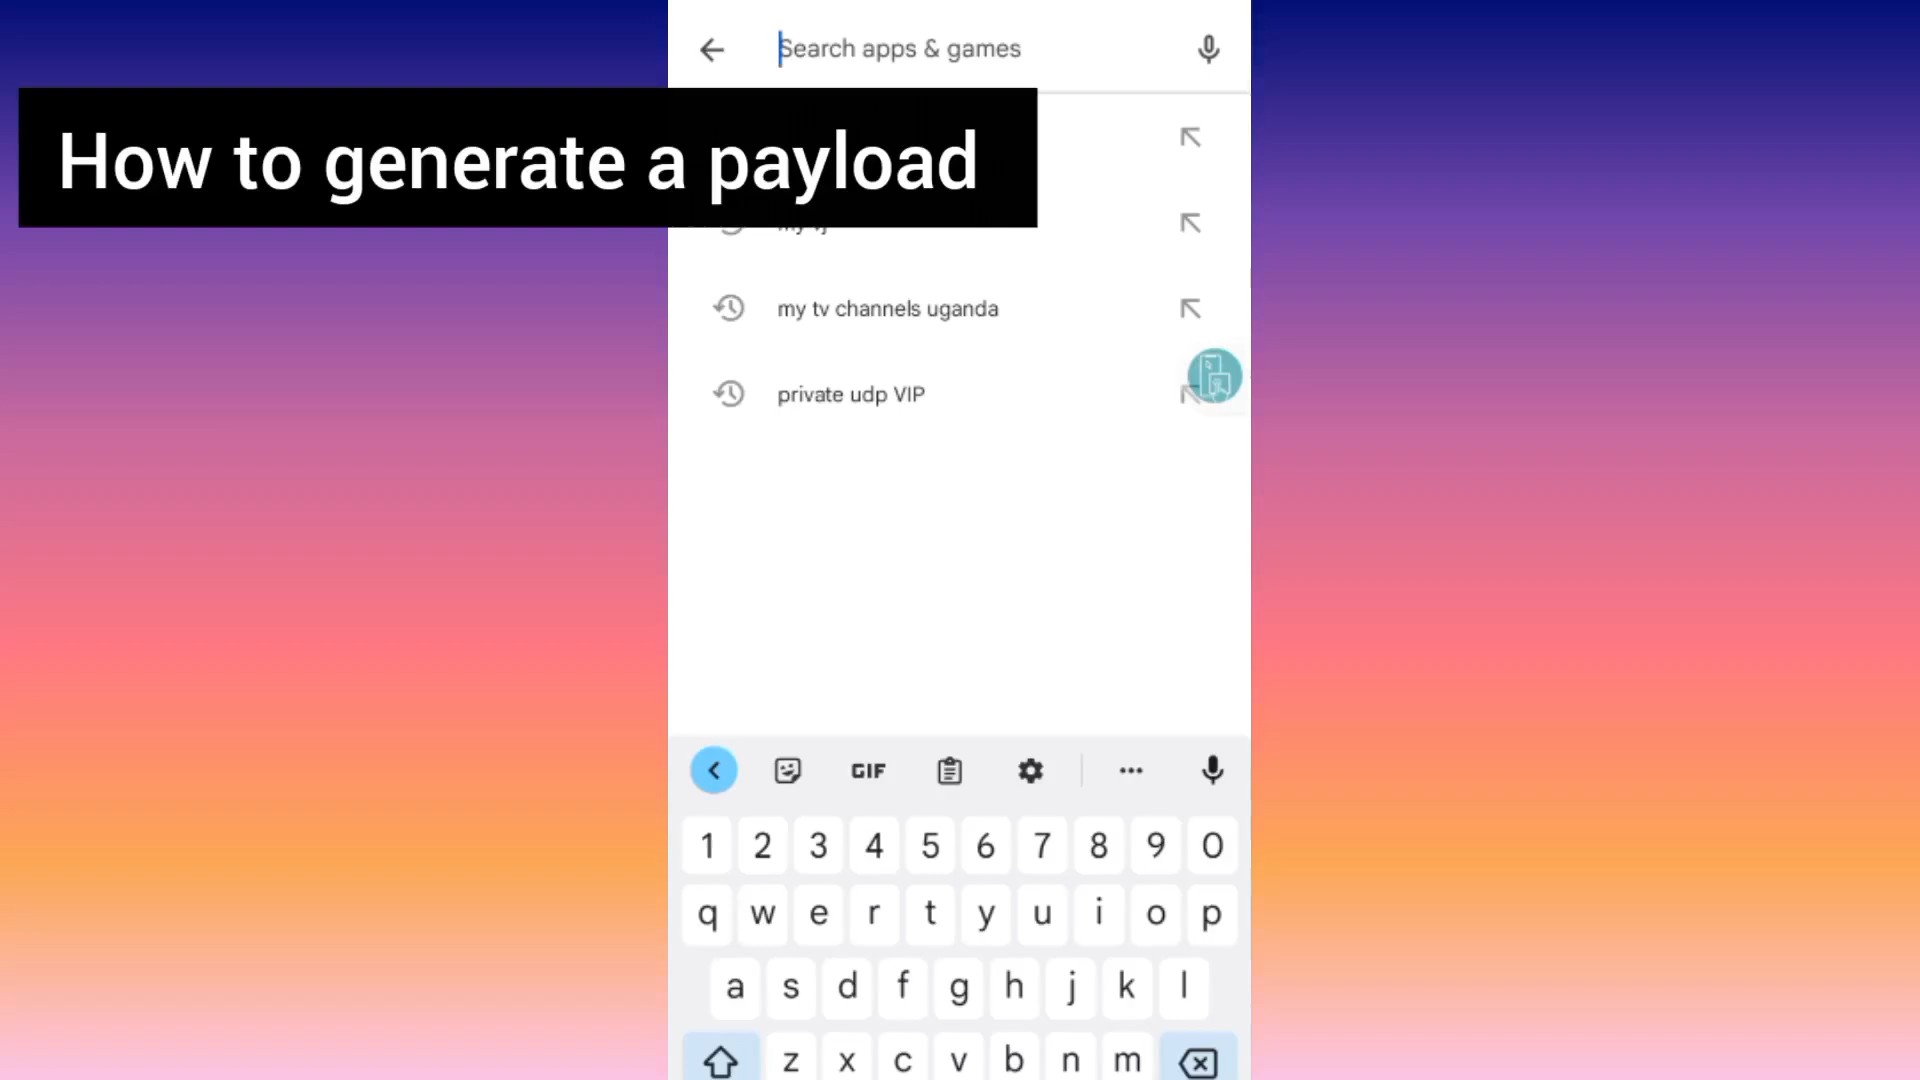 Search apps & games
How to generate a payload
my tv channels uganda
private udp VIP
GIF
1 2 3 4 5 6 7 8 9 0
q w e r t y u i o p
a s d f g h j k l
z x c v b n m